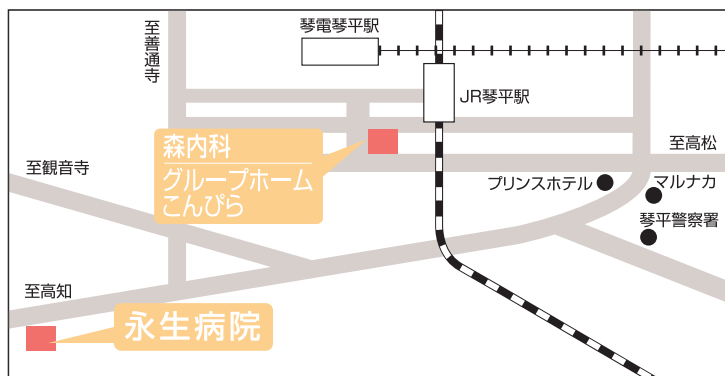 至善通寺
琴電琴平駅
JR琴平駅
至高松
森内科
グループホーム
こんぴら
至観音寺
プリンスホテル
マルナカ
琴平警察署
至高知
永生病院